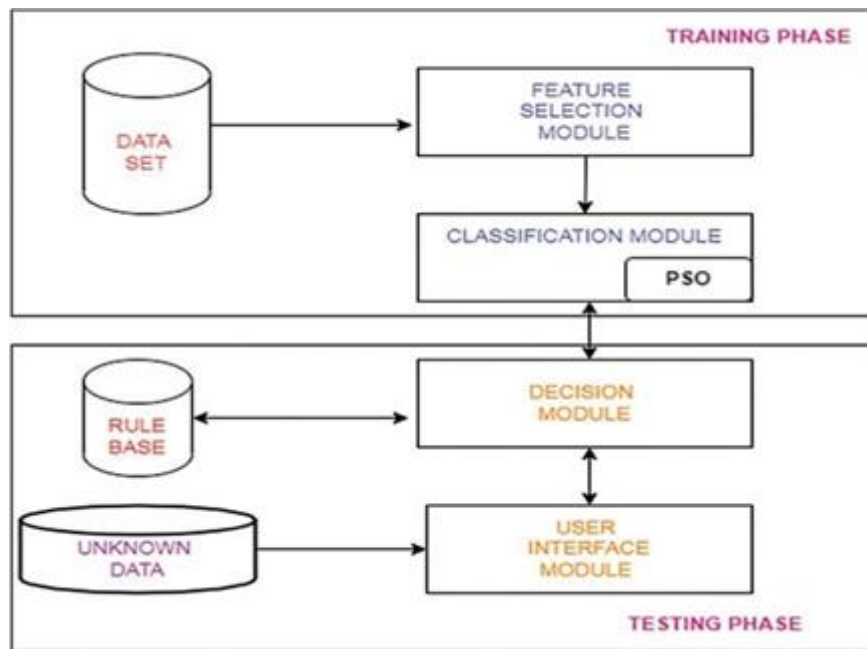 TRAINING PHASE
FEATURE
SELECTION
MODULE
DATA
SET
CLASSIFICATION MODULE
PSO
DECISION
MODULE
RULE
BASE
USER
INTERFACE
MODULE
UNKNOWN
DATA
TESTING PHASE